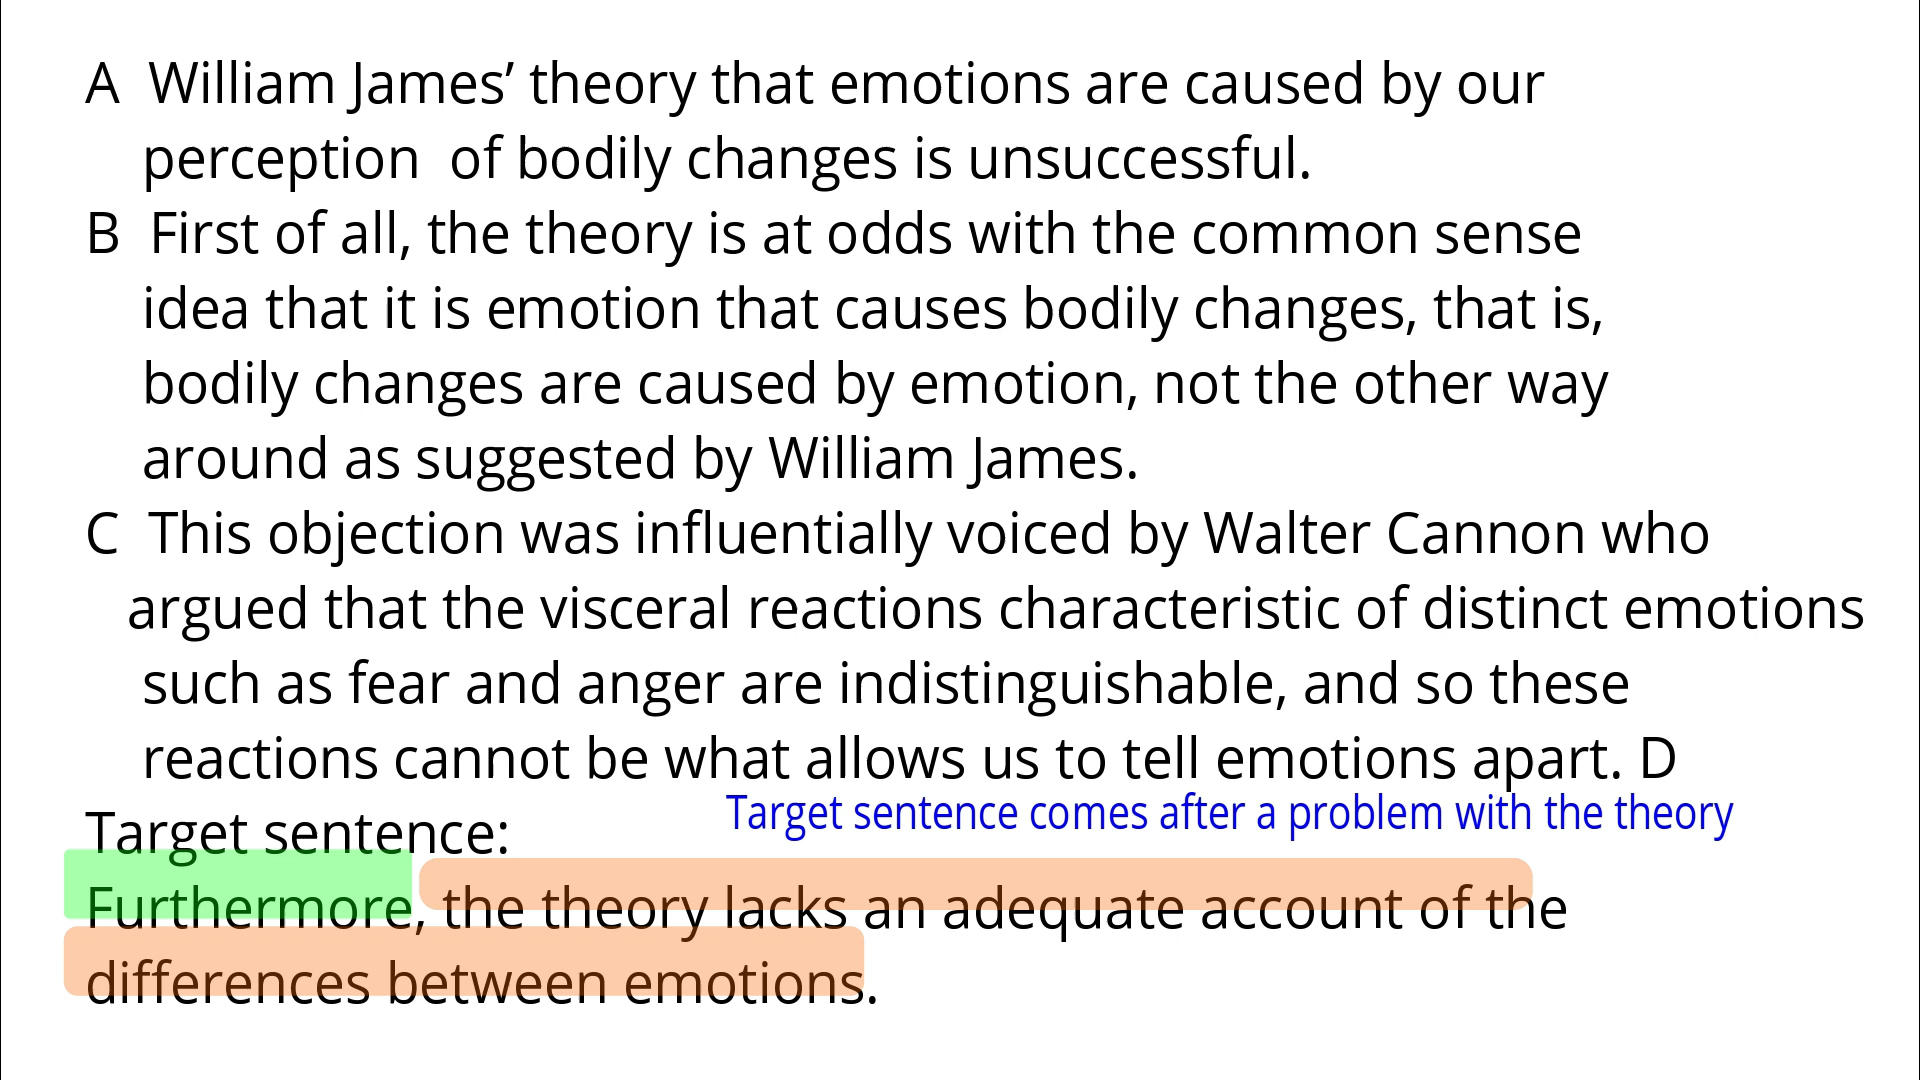 A William James’ theory that emotions are caused by our
perception of bodily changes is unsuccessful.
B First of all, the theory is at odds with the common sense
idea that it is emotion that causes bodily changes, that is,
bodily changes are caused by emotion, not the other way
around as suggested by William James.
C This objection was influentially voiced by Walter Cannon who
argued that the visceral reactions characteristic of distinct emotions
such as fear and anger are indistinguishable, and so these
reactions cannot be what allows us to tell emotions apart. D
Target sentence comes after a problem with the theory
Target sentence:
Furthermore, the theory lacks an adequate account of the
differences between emotions.